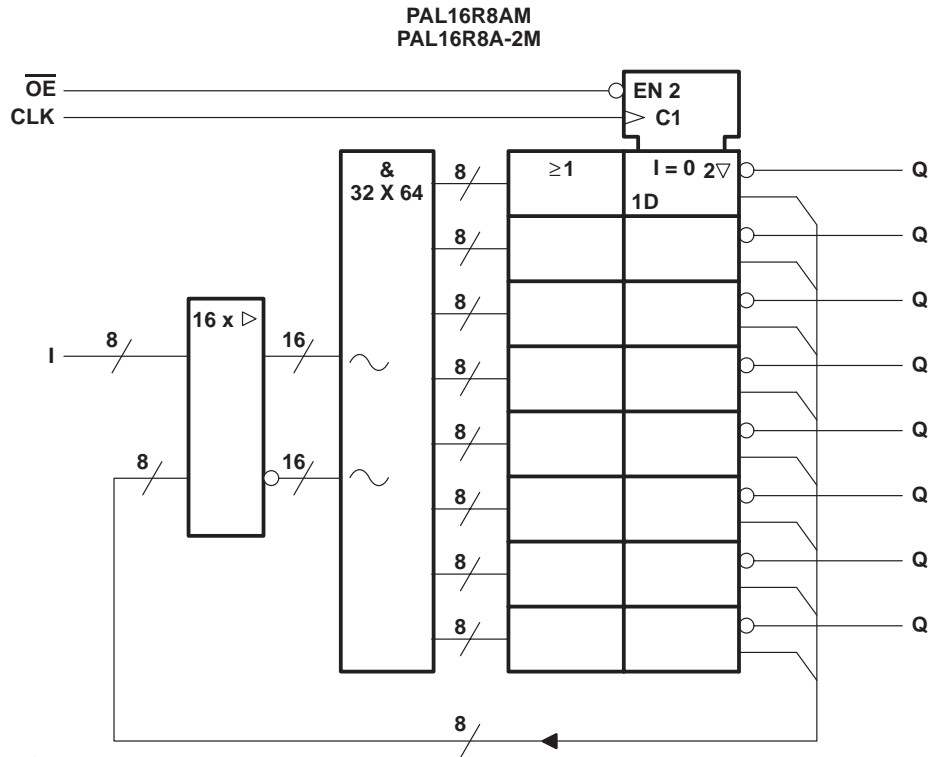 PAL16R8AM
PAL16R8A-2M
OE
EN 2
CLK
C1
&
32 X 64
8
≥1
I = 0 2▽
Q
1D
8
Q
8
Q
16 x ▷
I
8
16
8
Q
8
Q
8
16
8
Q
8
Q
8
Q
8